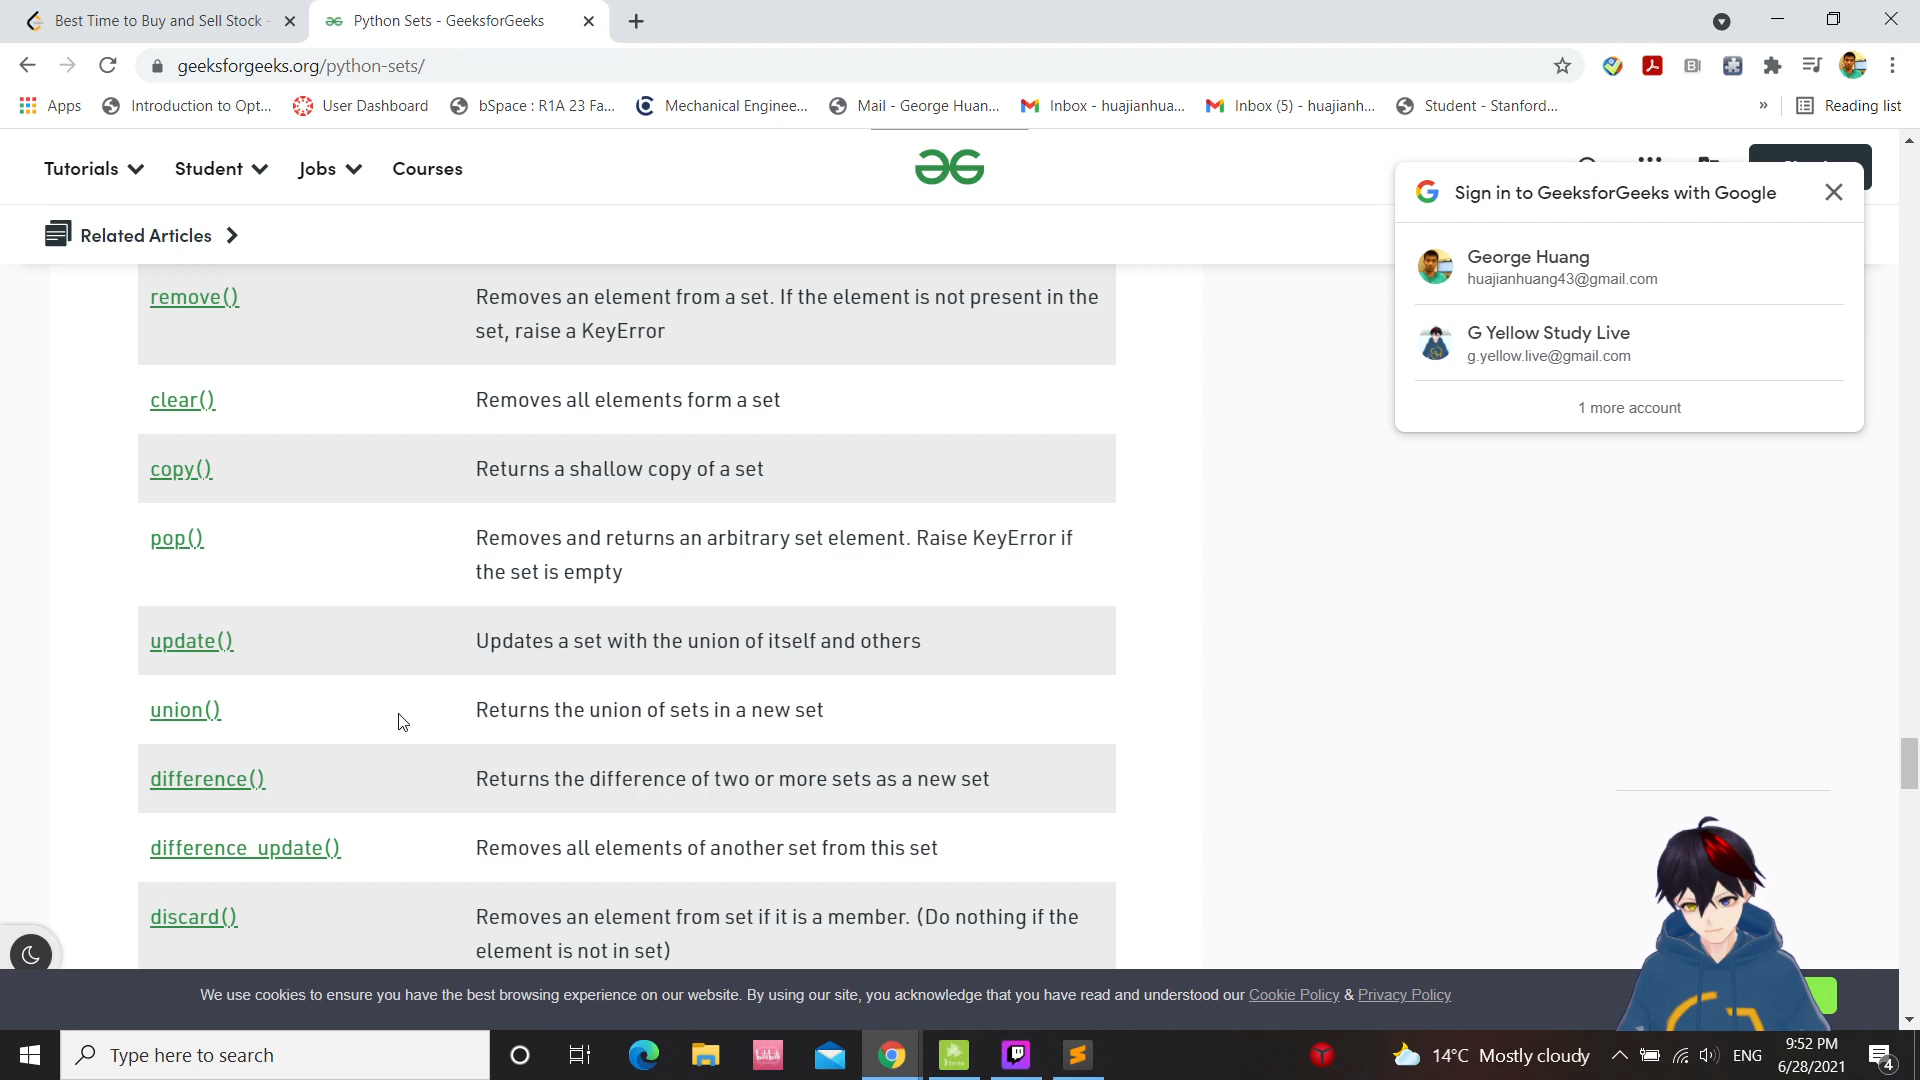 Best Time to Buy and Sell Stock -
Python Sets - GeeksforGeeks
geeksforgeeks.org/python-sets/
Apps
Introduction to Opt...
User Dashboard
bSpace : R1A 23 Fa...
Mechanical Enginee...
Mail - George Huan...
Inbox - huajianhua...
Inbox (5) - huajianh...
Student - Stanford...
»
Reading list
Tutorials
Student
Jobs
Courses
Related Articles
Sign in to GeeksforGeeks with Google
George Huang
huajianhuang43@gmail.com
G Yellow Study Live
g.yellow.live@gmail.com
1 more account
remove()
Removes an element from a set. If the element is not present in the
set, raise a KeyError
clear()
Removes all elements form a set
copy()
Returns a shallow copy of a set
pop()
Removes and returns an arbitrary set element. Raise KeyError if
the set is empty
update()
Updates a set with the union of itself and others
union()
Returns the union of sets in a new set
difference()
Returns the difference of two or more sets as a new set
difference_update()
Removes all elements of another set from this set
discard()
Removes an element from set if it is a member. (Do nothing if the
element is not in set)
We use cookies to ensure you have the best browsing experience on our website. By using our site, you acknowledge that you have read and understood our Cookie Policy & Privacy Policy
Type here to search
14°C Mostly cloudy
ENG
9:52 PM
6/28/2021
4